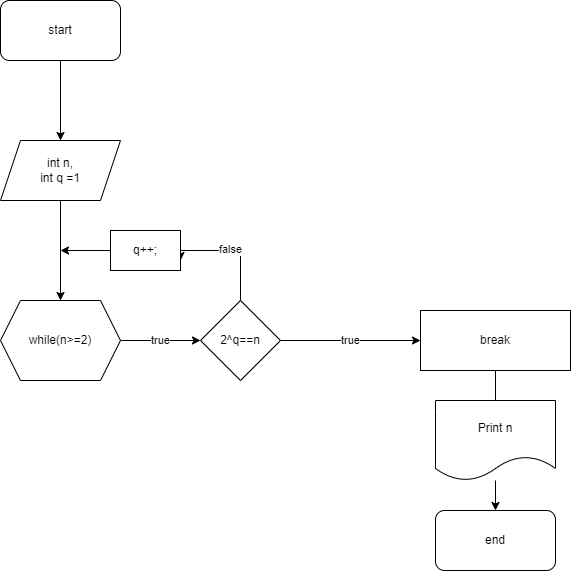 start
int n,
int q =1
q++;
false
while(n>=2)
true
2^q==n
true
break
Print n
end